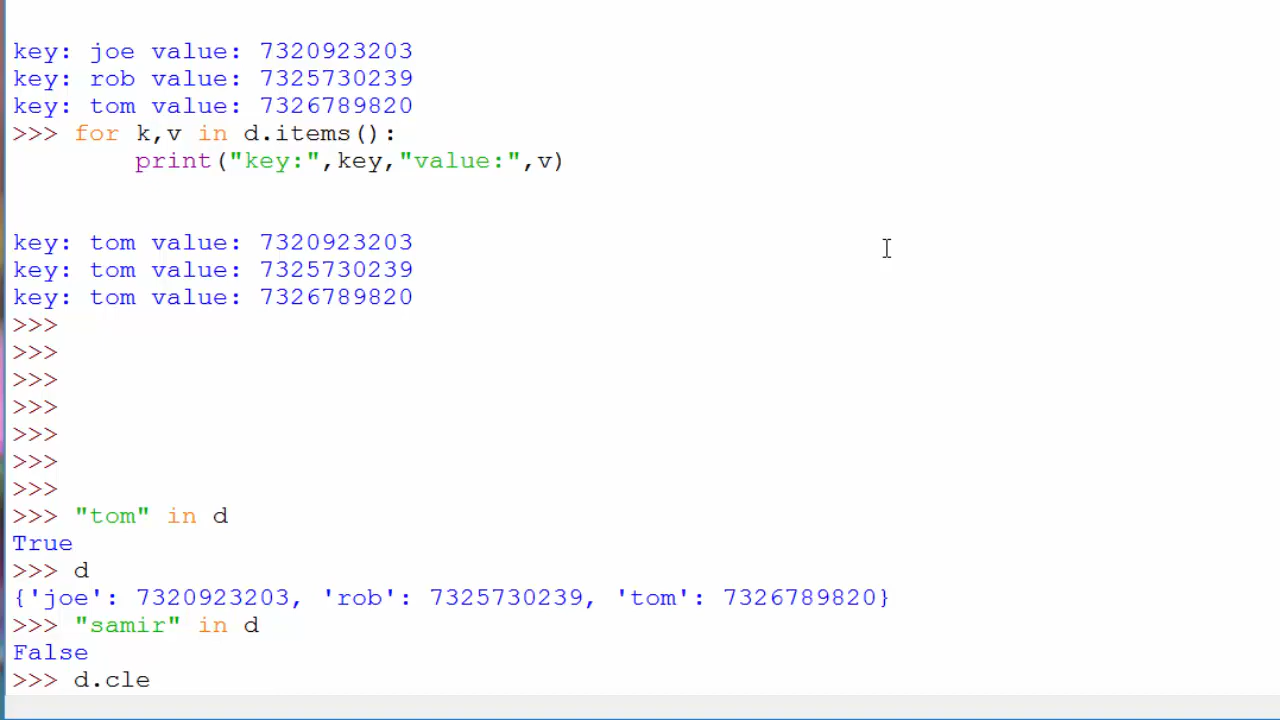 key: joe value: 7320923203
key: rob value: 7325730239
key: tom value: 7326789820
>>> for k,v in d.items():
        print("key:",key,"value:",v)
key: tom value: 7320923203
key: tom value: 7325730239
key: tom value: 7326789820
>>>
>>>
>>>
>>>
>>>
>>>
>>>
>>> "tom" in d
True
>>> d
{'joe': 7320923203, 'rob': 7325730239, 'tom': 7326789820}
>>> "samir" in d
False
>>> d.cle